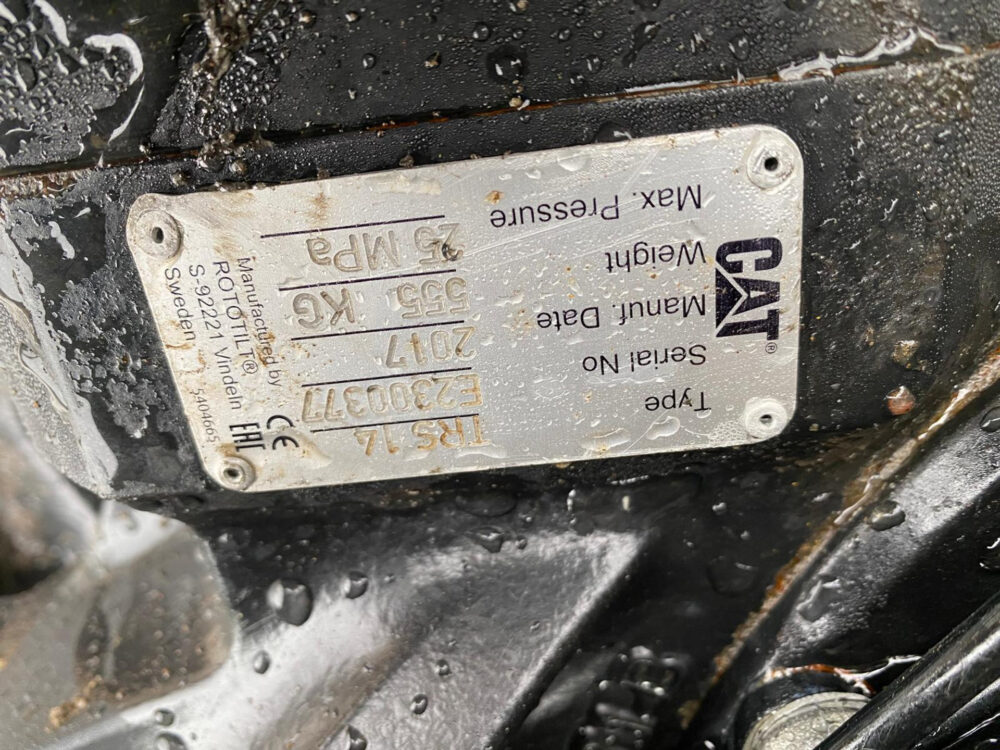 CAT®
Type TRS 14
Serial No E2300377
Manuf. Date 2017
Weight 555 KG
Max. Pressure 25 MPa
CE EAC
Manufactured by
ROTOTILT®
S-92221 Vindeln
Sweden